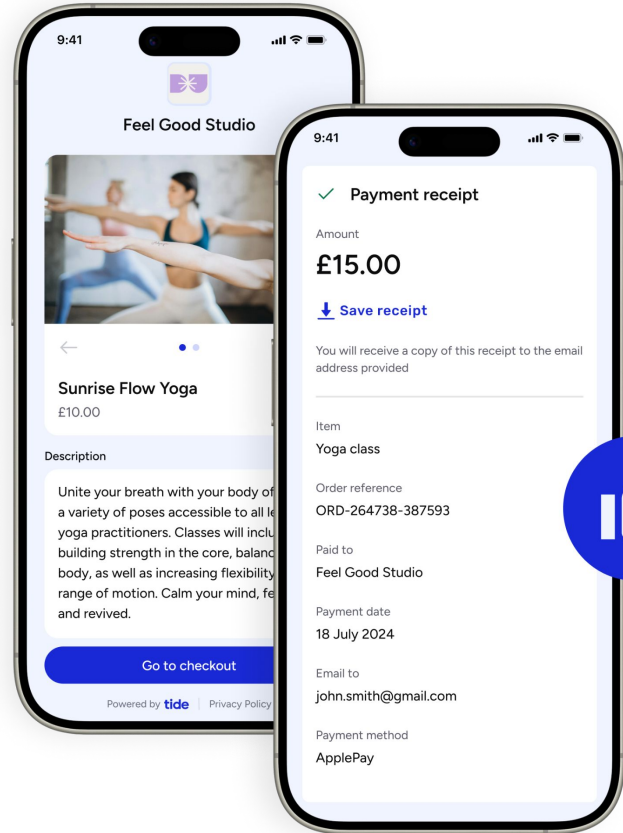 9:41
Feel Good Studio
Sunrise Flow Yoga
£10.00
Description
Unite your breath with your body
a variety of poses accessible to all
yoga practitioners. Classes will
building strength in the core,
body, as well as increasing flexibility
range of motion. Calm your mind,
and revived.
Go to checkout
Powered by tide | Privacy Policy
9:41
Payment receipt
Amount
£15.00
Save receipt
You will receive a copy of this receipt to the email
address provided
Item
Yoga class
Order reference
ORD-264738-387593
Paid to
Feel Good Studio
Payment date
18 July 2024
Email to
john.smith@gmail.com
Payment method
ApplePay